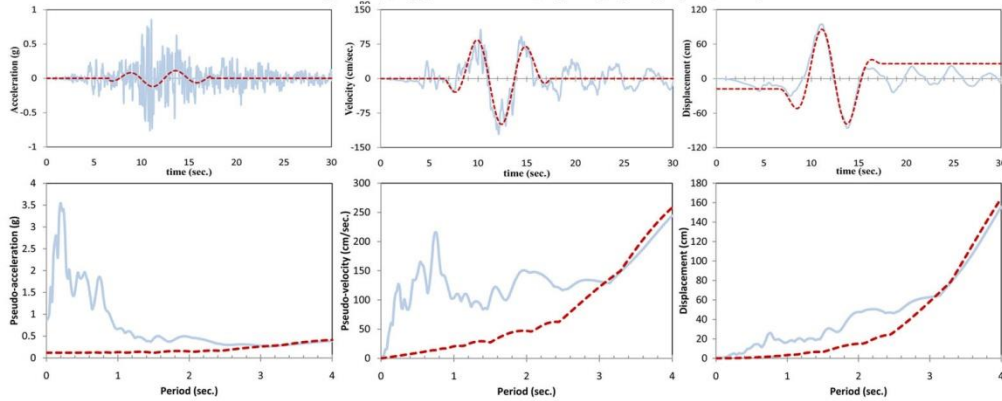 1
0.5
0
-0.5
-1
Acceleration (g)
0 5 10 15 20 25 30
time (sec.)
150
75
0
-75
-150
Velocity (cm/sec.)
0 5 10 15 20 25 30
time (sec.)
120
60
0
-60
-120
Displacement (cm)
0 5 10 15 20 25 30
time (sec.)
4
3.5
3
2.5
2
1.5
1
0.5
0
Pseudo-acceleration (g)
0 1 2 3 4
Period (sec.)
300
250
200
150
100
50
0
Pseudo-velocity (cm/sec.)
0 1 2 3 4
Period (sec.)
180
160
140
120
100
80
60
40
20
0
Displacement (cm)
0 1 2 3 4
Period (sec.)